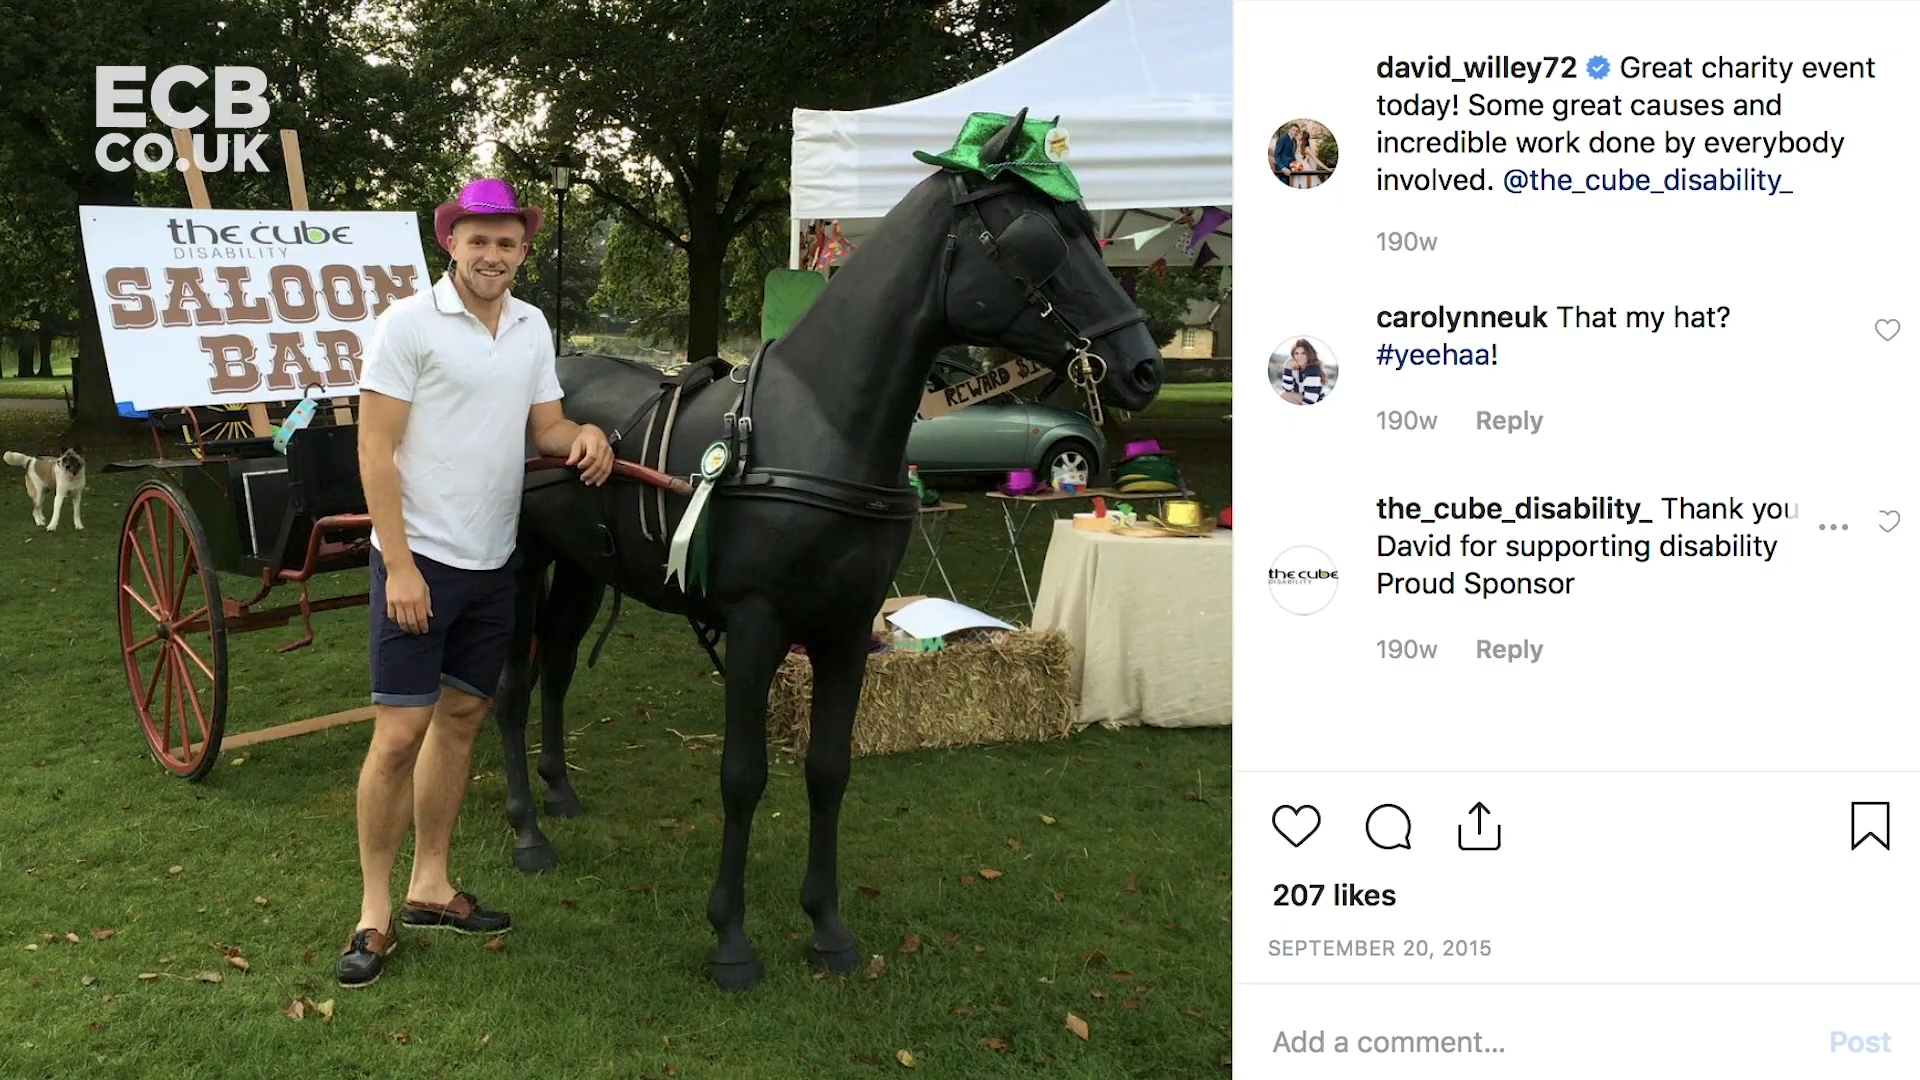 ECB
CO.UK
the cube
DISABILITY
SALOON
BAR
REWARD
david_willey72 Great charity event
today! Some great causes and
incredible work done by everybody
involved. @the_cube_disability_
190w
carolynneuk That my hat?
#yeehaa!
190w Reply
the_cube_disability_ Thank you
David for supporting disability
Proud Sponsor
the cube
DISABILITY
190w Reply
207 likes
SEPTEMBER 20, 2015
Add a comment...
Post